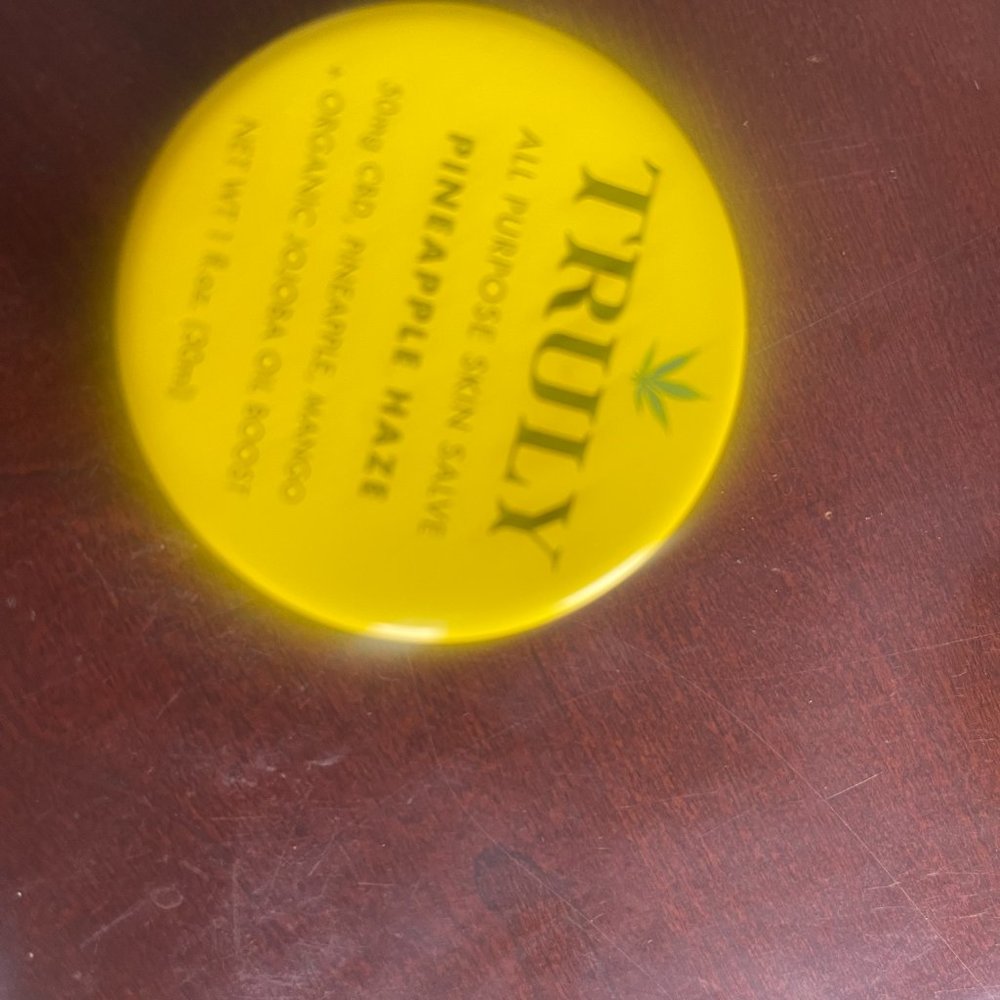 TRULY
ALL PURPOSE SKIN SALVE
PINEAPPLE HAZE
50mg CBD, PINEAPPLE, MANGO
+ ORGANIC JOJOBA OIL BOOST
NET WT 1 fl.oz (30ml)